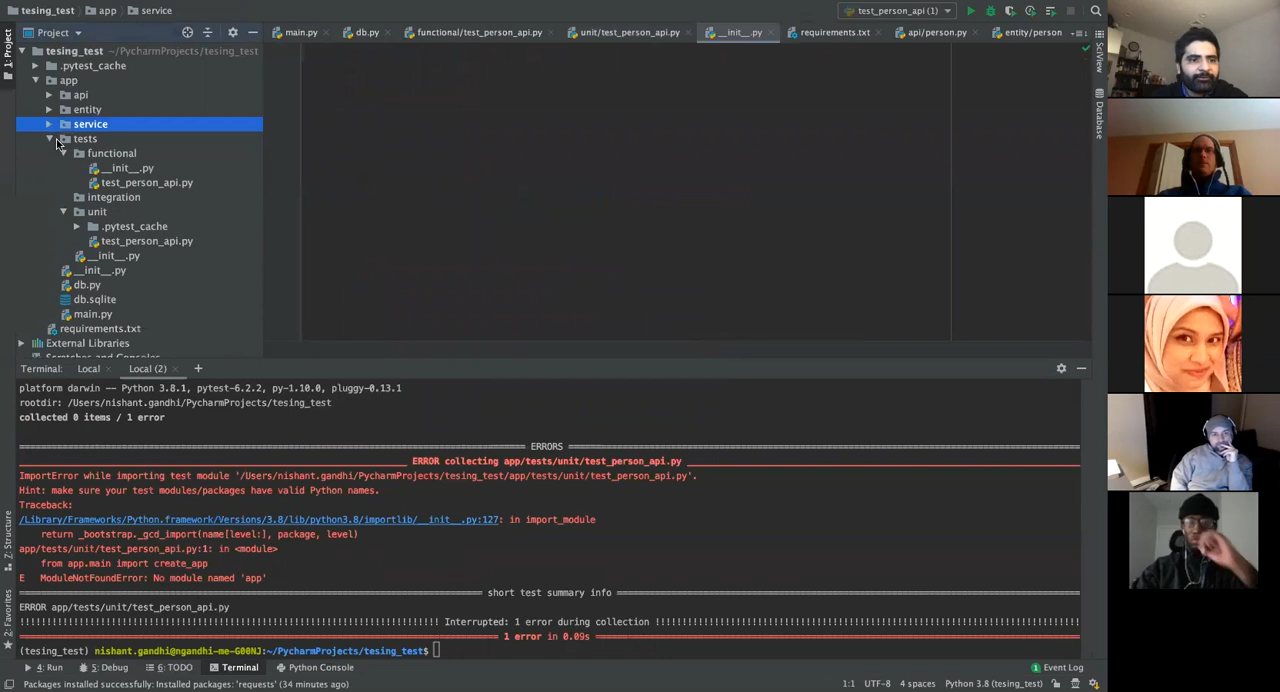 tesing_test app service
test_person_api (1)
1: Project
Project
main.py db.py functional/test_person_api.py unit/test_person_api.py __init__.py requirements.txt api/person.py entity/person
tesing_test ~/PycharmProjects/tesing_test
.pytest_cache
app
api
entity
service
tests
functional
__init__.py
test_person_api.py
integration
unit
.pytest_cache
test_person_api.py
__init__.py
__init__.py
db.py
db.sqlite
main.py
requirements.txt
External Libraries
Scratches and Consoles
SciView
Database
Terminal: Local Local (2) +
platform darwin -- Python 3.8.1, pytest-6.2.2, py-1.10.0, pluggy-0.13.1
rootdir: /Users/nishant.gandhi/PycharmProjects/tesing_test
collected 0 items / 1 error
ERRORS
ERROR collecting app/tests/unit/test_person_api.py
ImportError while importing test module '/Users/nishant.gandhi/PycharmProjects/tesing_test/app/tests/unit/test_person_api.py'.
Hint: make sure your test modules/packages have valid Python names.
Traceback:
/Library/Frameworks/Python.framework/Versions/3.8/lib/python3.8/importlib/__init__.py:127: in import_module
return _bootstrap._gcd_import(name[level:], package, level)
app/tests/unit/test_person_api.py:1: in <module>
from app.main import create_app
E ModuleNotFoundError: No module named 'app'
short test summary info
ERROR app/tests/unit/test_person_api.py
Interrupted: 1 error during collection
1 error in 0.09s
(tesing_test) nishant.gandhi@ngandhi-me-G00NJ:~/PycharmProjects/tesing_test$
Z: Structure
2: Favorites
4: Run 5: Debug 6: TODO Terminal Python Console
1 Event Log
Packages installed successfully: Installed packages: 'requests' (34 minutes ago)
1:1 UTF-8 4 spaces Python 3.8 (tesing_test)